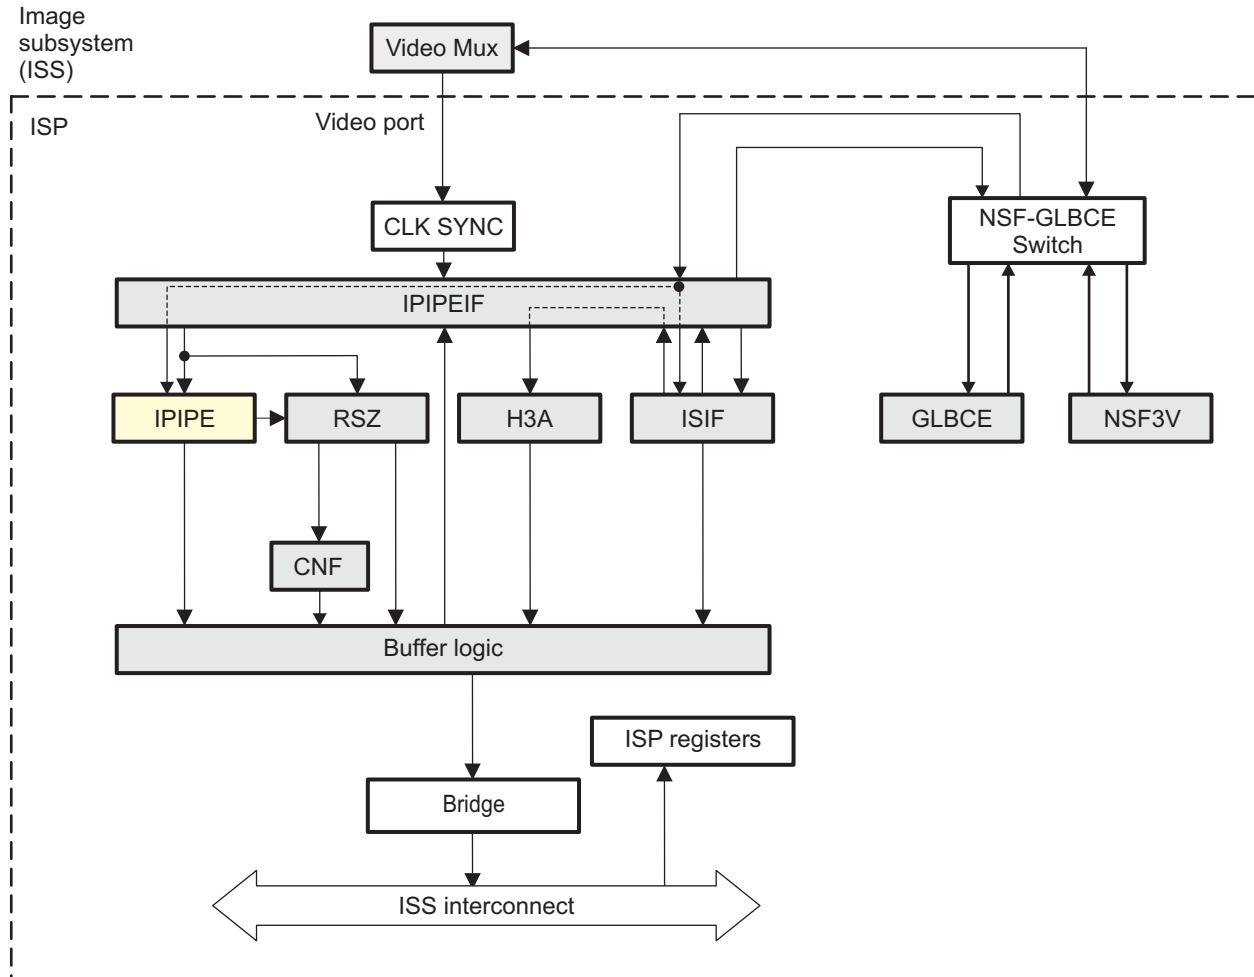 Image
subsystem
(ISS)
Video Mux
ISP
Video port
CLK SYNC
NSF-GLBCE
Switch
IPIPEIF
IPIPE
RSZ
H3A
ISIF
GLBCE
NSF3V
CNF
Buffer logic
ISP registers
Bridge
ISS interconnect